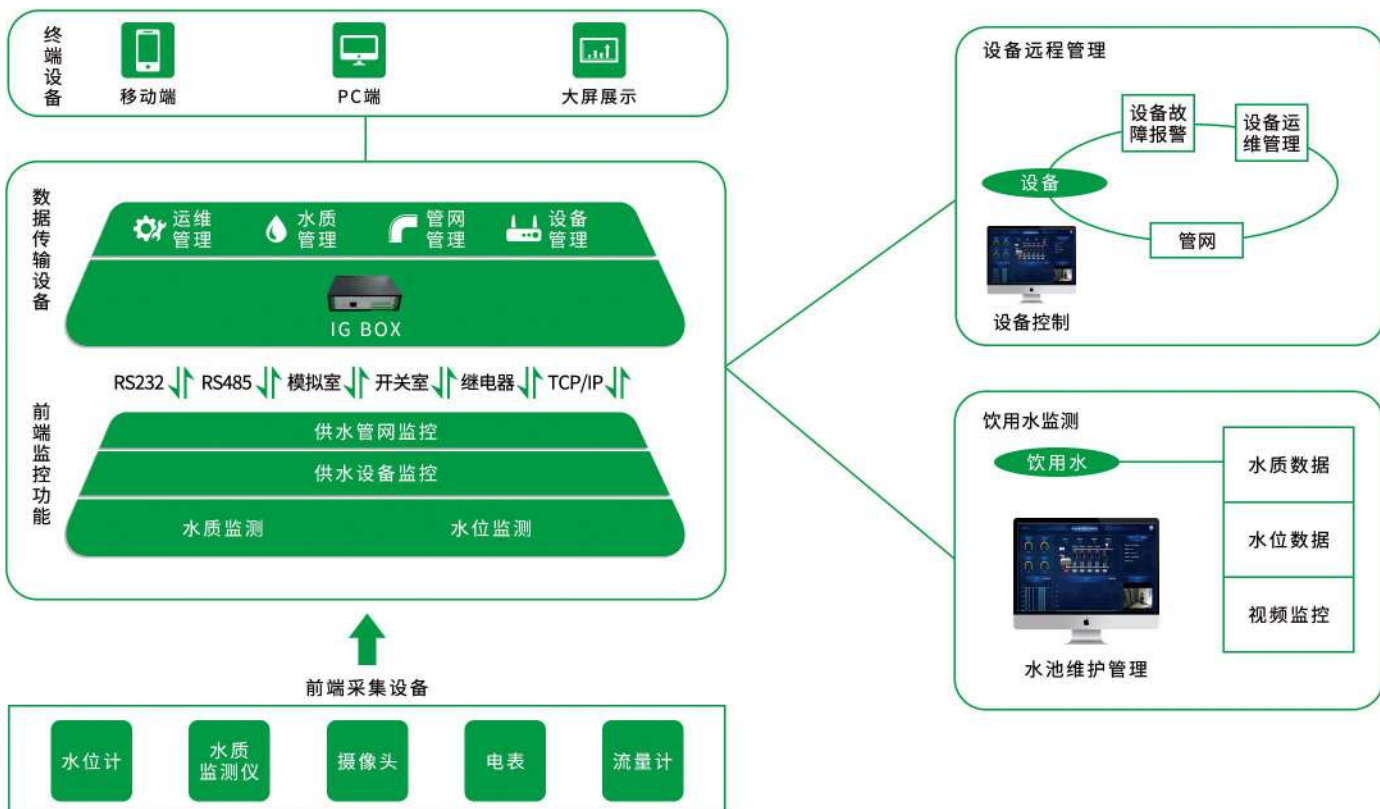 终端设备
移动端
PC端
大屏展示
数据传输设备
运维
管理
水质
管理
管网
管理
设备
管理
IG BOX
RS232
RS485
模拟室
开关室
继电器
TCP/IP
前端监控功能
供水管网监控
供水设备监控
水质监测
水位监测
前端采集设备
水位计
水质
监测仪
摄像头
电表
流量计
设备远程管理
设备故
障报警
设备运
维管理
设备
管网
设备控制
饮用水监测
饮用水
水质数据
水位数据
视频监控
水池维护管理